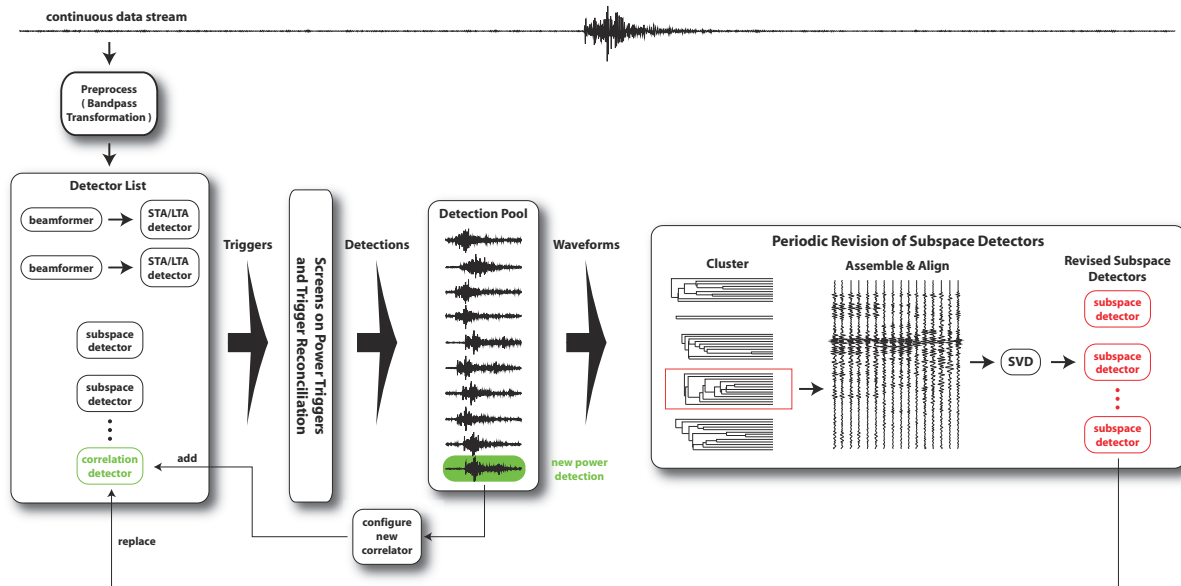 continuous data stream
Preprocess
( Bandpass
Transformation )
Detector List
beamformer
STA/LTA
detector
beamformer
STA/LTA
detector
subspace
detector
subspace
detector
correlation
detector
add
replace
Triggers
Screens on Power Triggers
and Trigger Reconciliation
Detections
Detection Pool
new power
detection
configure
new
correlator
Waveforms
Periodic Revision of Subspace Detectors
Cluster
Assemble & Align
SVD
Revised Subspace
Detectors
subspace
detector
subspace
detector
subspace
detector